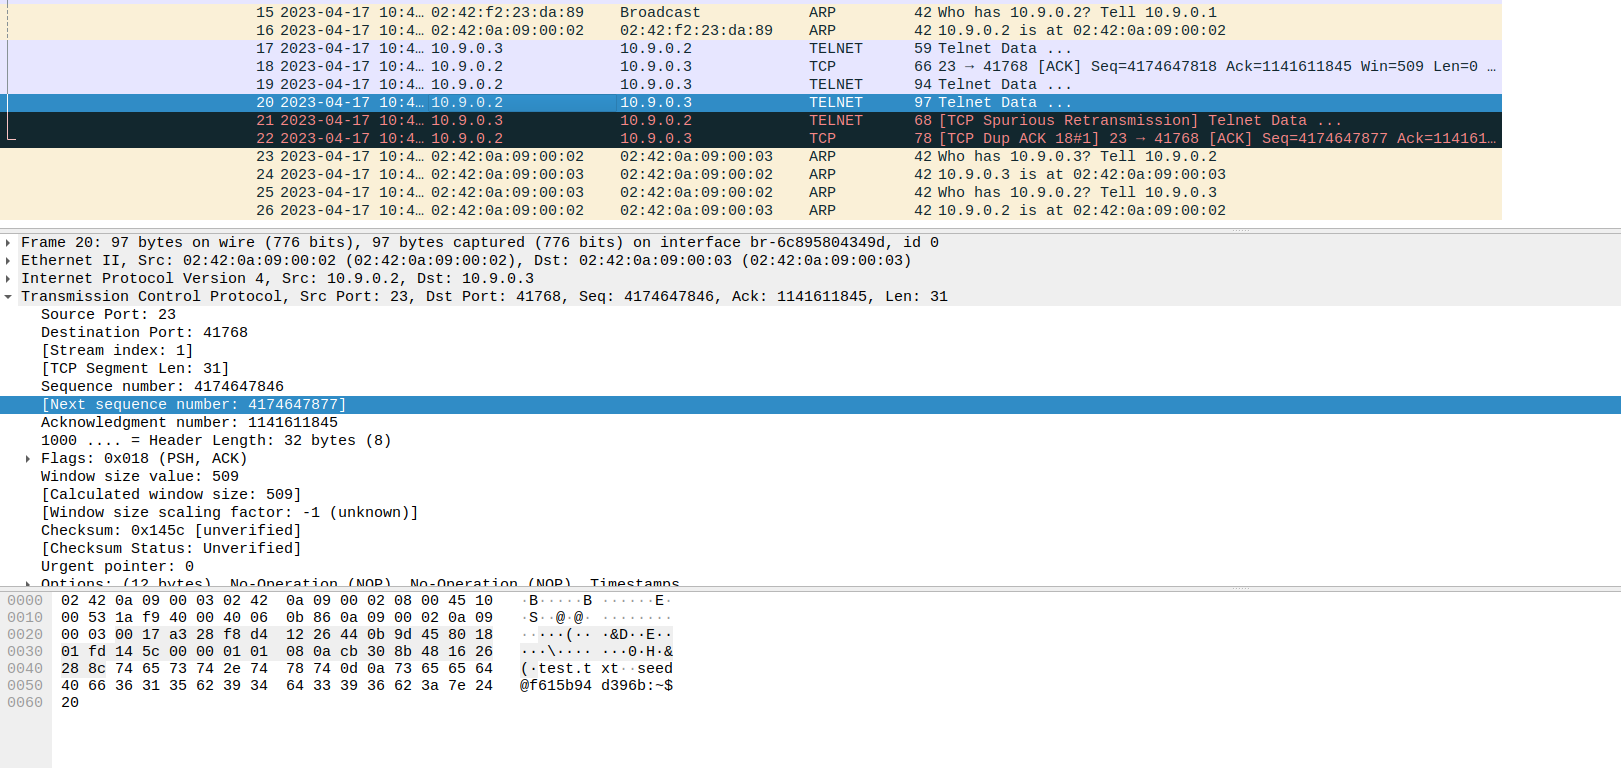 15 2023-04-17 10:4… 02:42:f2:23:da:89 Broadcast ARP 42 Who has 10.9.0.2? Tell 10.9.0.1
16 2023-04-17 10:4… 02:42:0a:09:00:02 02:42:f2:23:da:89 ARP 42 10.9.0.2 is at 02:42:0a:09:00:02
17 2023-04-17 10:4… 10.9.0.3 10.9.0.2 TELNET 59 Telnet Data ...
18 2023-04-17 10:4… 10.9.0.2 10.9.0.3 TCP 66 23 → 41768 [ACK] Seq=4174647818 Ack=1141611845 Win=509 Len=0 …
19 2023-04-17 10:4… 10.9.0.2 10.9.0.3 TELNET 94 Telnet Data ...
20 2023-04-17 10:4… 10.9.0.2 10.9.0.3 TELNET 97 Telnet Data ...
21 2023-04-17 10:4… 10.9.0.3 10.9.0.2 TELNET 68 [TCP Spurious Retransmission] Telnet Data ...
22 2023-04-17 10:4… 10.9.0.2 10.9.0.3 TCP 78 [TCP Dup ACK 18#1] 23 → 41768 [ACK] Seq=4174647877 Ack=114161…
23 2023-04-17 10:4… 02:42:0a:09:00:02 02:42:0a:09:00:03 ARP 42 Who has 10.9.0.3? Tell 10.9.0.2
24 2023-04-17 10:4… 02:42:0a:09:00:03 02:42:0a:09:00:02 ARP 42 10.9.0.3 is at 02:42:0a:09:00:03
25 2023-04-17 10:4… 02:42:0a:09:00:03 02:42:0a:09:00:02 ARP 42 Who has 10.9.0.2? Tell 10.9.0.3
26 2023-04-17 10:4… 02:42:0a:09:00:02 02:42:0a:09:00:03 ARP 42 10.9.0.2 is at 02:42:0a:09:00:02
Frame 20: 97 bytes on wire (776 bits), 97 bytes captured (776 bits) on interface br-6c895804349d, id 0
Ethernet II, Src: 02:42:0a:09:00:02 (02:42:0a:09:00:02), Dst: 02:42:0a:09:00:03 (02:42:0a:09:00:03)
Internet Protocol Version 4, Src: 10.9.0.2, Dst: 10.9.0.3
Transmission Control Protocol, Src Port: 23, Dst Port: 41768, Seq: 4174647846, Ack: 1141611845, Len: 31
Source Port: 23
Destination Port: 41768
[Stream index: 1]
[TCP Segment Len: 31]
Sequence number: 4174647846
[Next sequence number: 4174647877]
Acknowledgment number: 1141611845
1000 .... = Header Length: 32 bytes (8)
Flags: 0x018 (PSH, ACK)
Window size value: 509
[Calculated window size: 509]
[Window size scaling factor: -1 (unknown)]
Checksum: 0x145c [unverified]
[Checksum Status: Unverified]
Urgent pointer: 0
Options: (12 bytes), No-Operation (NOP), No-Operation (NOP), Timestamps
0000 02 42 0a 09 00 03 02 42 0a 09 00 02 08 00 45 10 ·B·····B ······E·
0010 00 53 1a f9 40 00 40 06 0b 86 0a 09 00 02 0a 09 ·S··@·@· ········
0020 00 03 00 17 a3 28 f8 d4 12 26 44 0b 9d 45 80 18 ·····(·· ·&D··E··
0030 01 fd 14 5c 00 00 01 01 08 0a cb 30 8b 48 16 26 ···\···· ···0·H·&
0040 28 8c 74 65 73 74 2e 74 78 74 0d 0a 73 65 65 64 (·test.t xt··seed
0050 40 66 36 31 35 62 39 34 64 33 39 36 62 3a 7e 24 @f615b94 d396b:~$
0060 20